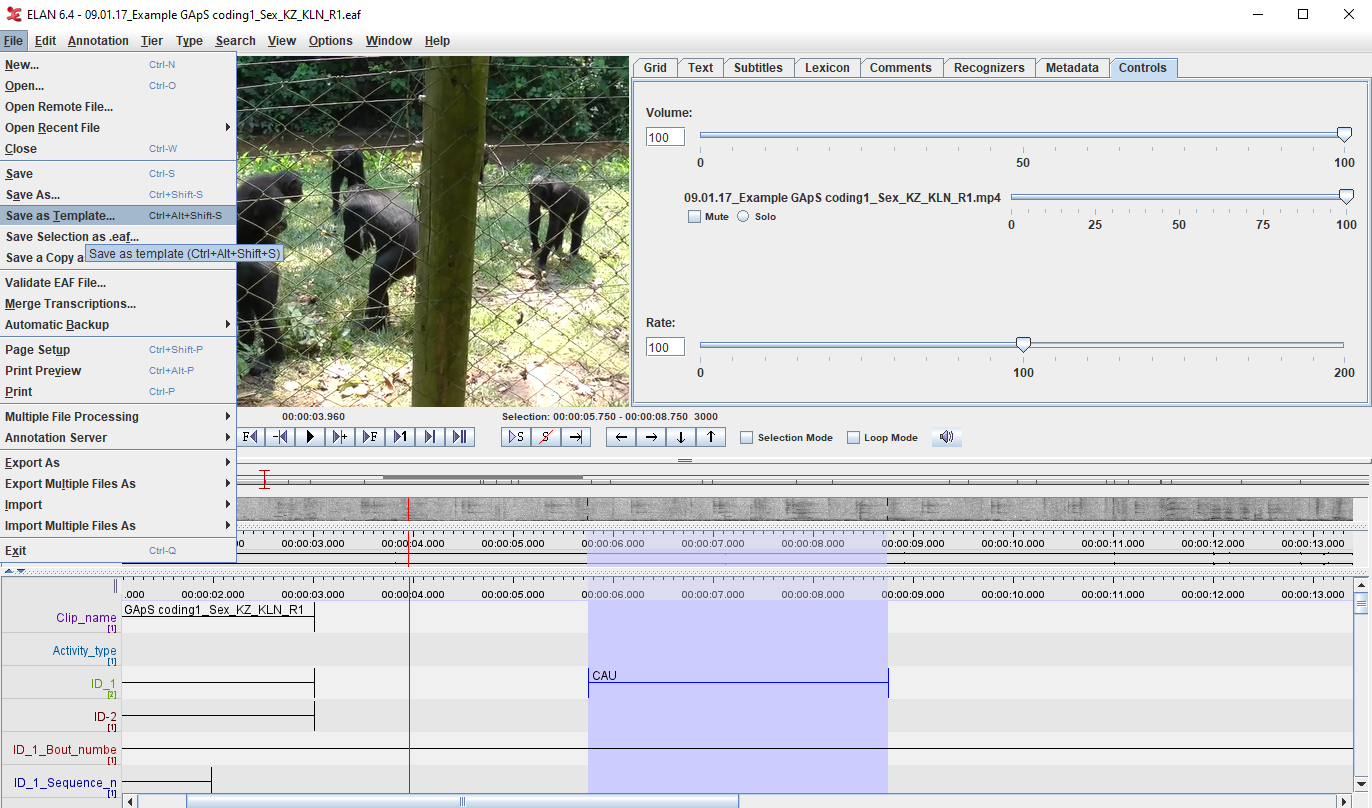 ELAN 6.4 - 09.01.17_Example GApS coding1_Sex_KZ_KLN_R1.eaf
File Edit Annotation Tier Type Search View Options Window Help
New... Ctrl-N
Open... Ctrl-O
Open Remote File...
Open Recent File
Close Ctrl-W
Save Ctrl-S
Save As... Ctrl+Shift-S
Save as Template... Ctrl+Alt+Shift-S
Save Selection as .eaf...
Save a Copy a
Save as template (Ctrl+Alt+Shift+S)
Validate EAF File...
Merge Transcriptions...
Automatic Backup
Page Setup Ctrl+Shift-P
Print Preview Ctrl+Alt-P
Print Ctrl-P
Multiple File Processing
Annotation Server
Export As
Export Multiple Files As
Import
Import Multiple Files As
Exit Ctrl-Q
Grid Text Subtitles Lexicon Comments Recognizers Metadata Controls
Volume:
100
0 50 100
09.01.17_Example GApS coding1_Sex_KZ_KLN_R1.mp4
Mute Solo
0 25 50 75 100
Rate:
100
0 100 200
00:00:03.960 Selection: 00:00:05.750 - 00:00:08.750 3000
F 1 S S Selection Mode Loop Mode
00:00:03.000 00:00:04.000 00:00:05.000 00:00:06.000 00:00:07.000 00:00:08.000 00:00:09.000 00:00:10.000 00:00:11.000 00:00:12.000 00:00:13.000
.000 00:00:02.000 00:00:03.000 00:00:04.000 00:00:05.000 00:00:06.000 00:00:07.000 00:00:08.000 00:00:09.000 00:00:10.000 00:00:11.000 00:00:12.000 00:00:13.000
GApS coding1_Sex_KZ_KLN_R1
Clip_name
[1]
Activity_type
[1]
ID_1 CAU
[2]
ID-2
[1]
ID_1_Bout_numbe
[1]
ID_1_Sequence_n
[1]